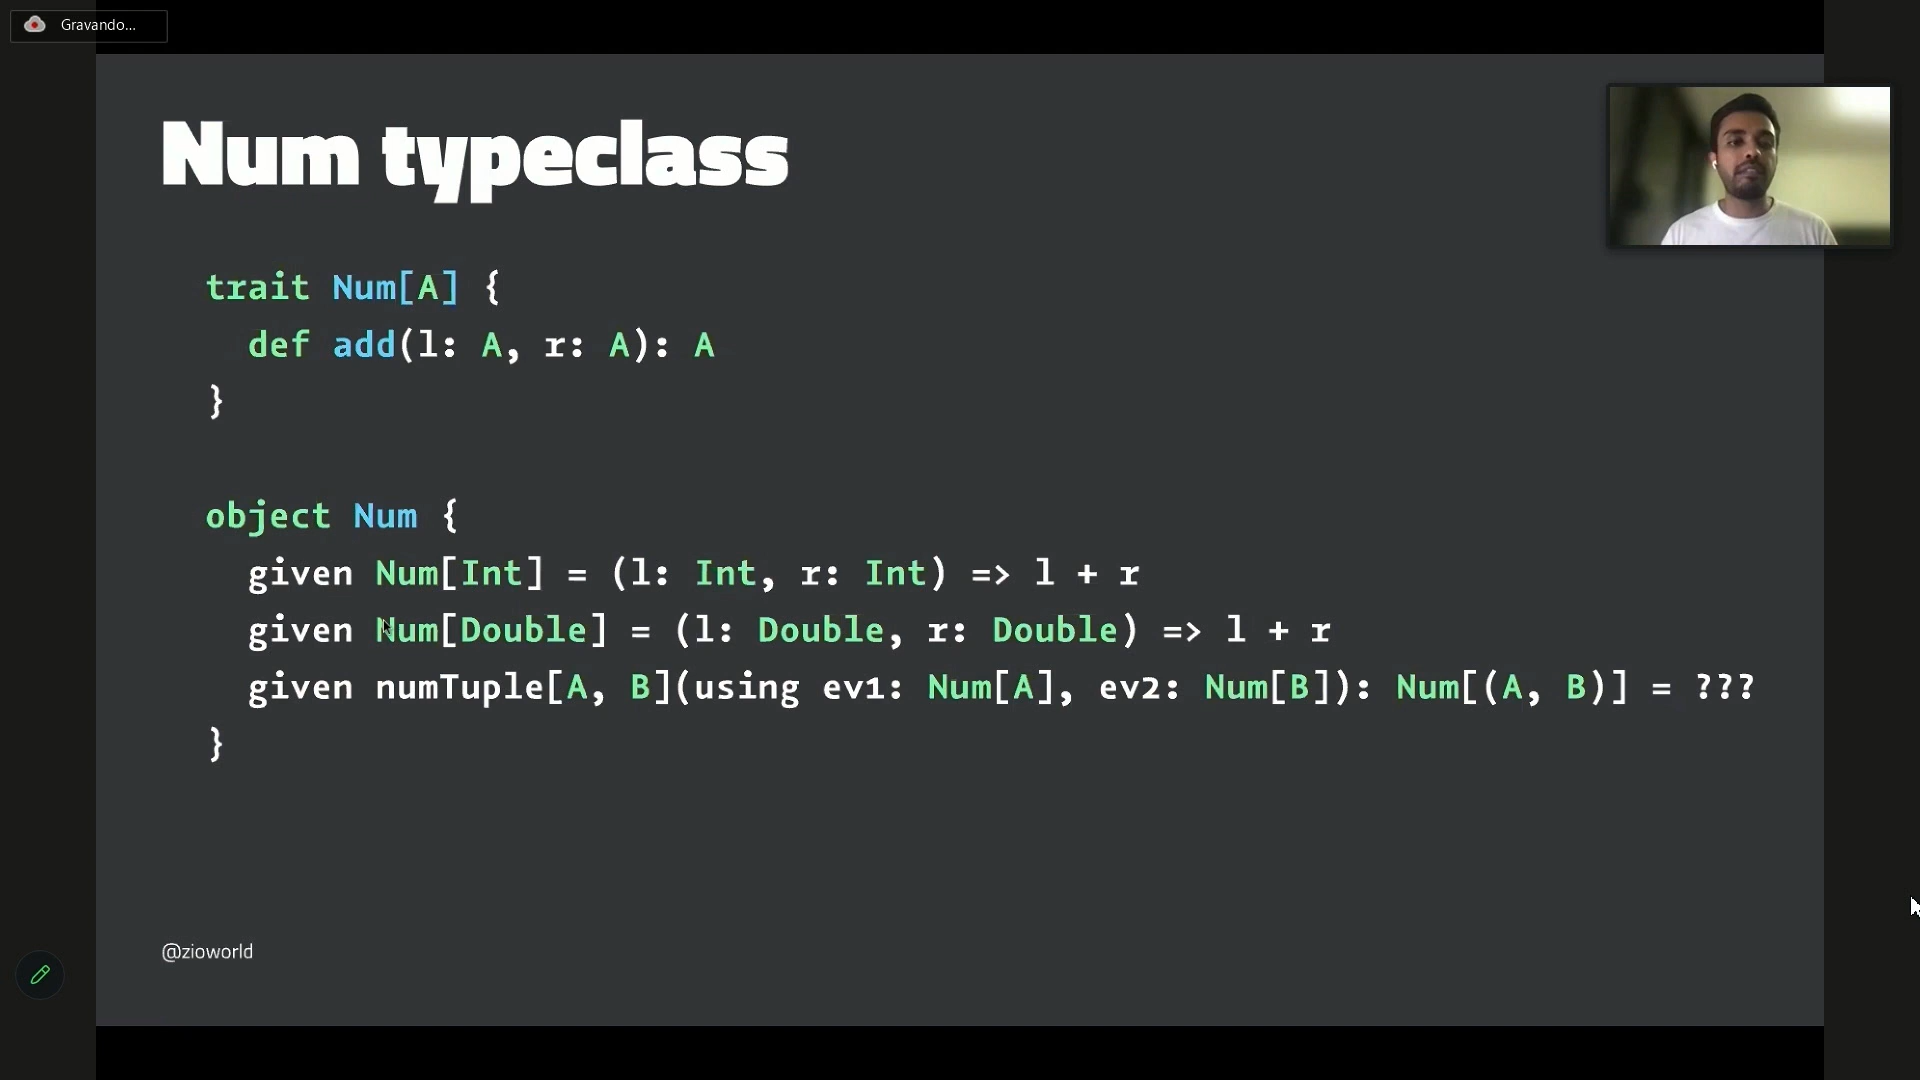 Gravando...
Num typeclass
trait Num[A] {
  def add(l: A, r: A): A
}
object Num {
  given Num[Int] = (l: Int, r: Int) => l + r
  given Num[Double] = (l: Double, r: Double) => l + r
  given numTuple[A, B](using ev1: Num[A], ev2: Num[B]): Num[(A, B)] = ???
}
@zioworld